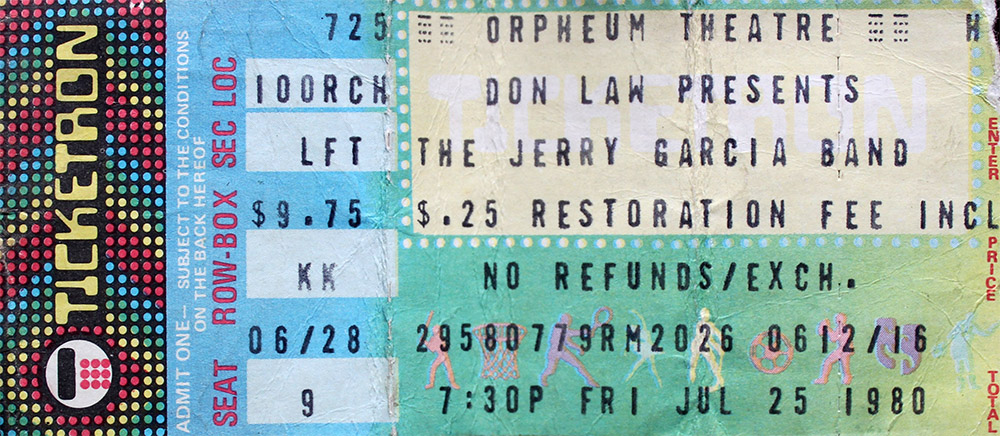 TICKETRON
ADMIT ONE— SUBJECT TO THE CONDITIONS
ON THE BACK HEREOF
SEAT ROW-BOX SEC LOC
725
100RCH
LFT
$9.75
KK
06/28
9
ORPHEUM THEATRE H
DON LAW PRESENTS
THE JERRY GARCIA BAND
$.25 RESTORATION FEE INCL
NO REFUNDS/EXCH.
29580779RM2026 0612/
7:30P FRI JUL 25 1980
ENTER
PRICE
TOTAL